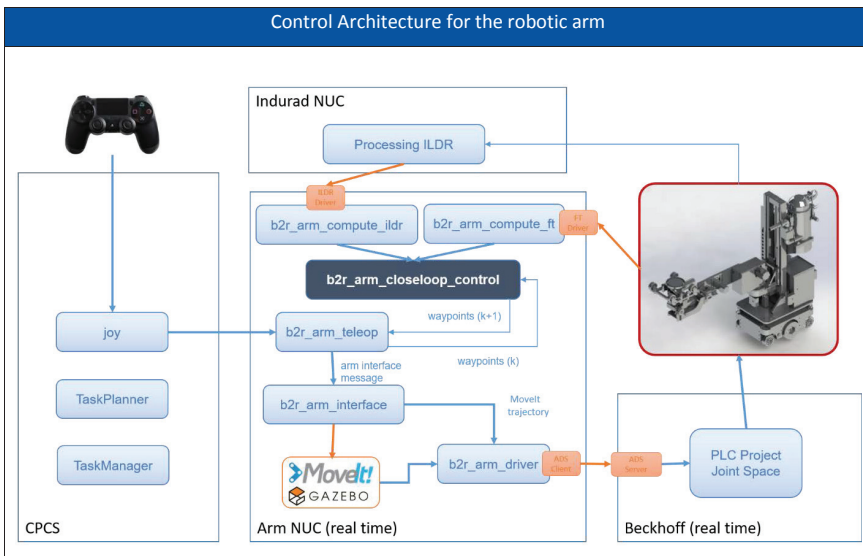 Control Architecture for the robotic arm
Indurad NUC
Processing ILDR
ILDR
Driver
b2r_arm_compute_ildr
b2r_arm_compute_ft
FT
Driver
b2r_arm_closeloop_control
waypoints (k+1)
joy
b2r_arm_teleop
waypoints (k)
arm interface
message
TaskPlanner
b2r_arm_interface
MoveIt
trajectory
TaskManager
MoveIt!
GAZEBO
b2r_arm_driver
ADS
Client
ADS
Server
PLC Project
Joint Space
CPCS
Arm NUC (real time)
Beckhoff (real time)